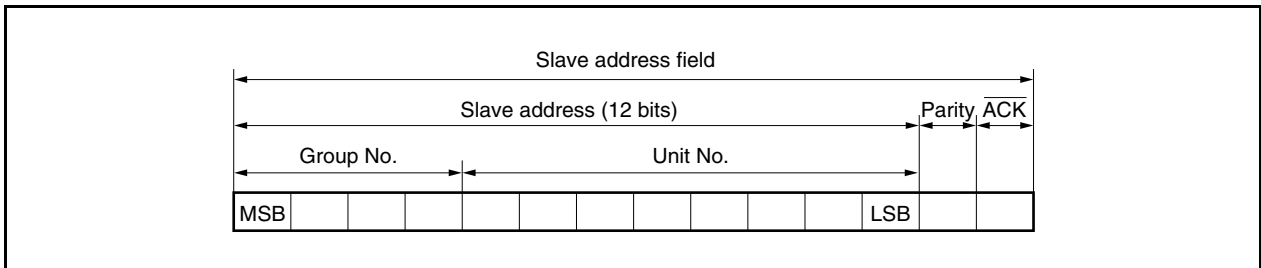 Slave address field
Slave address (12 bits) Parity ACK
Group No. Unit No.
MSB LSB